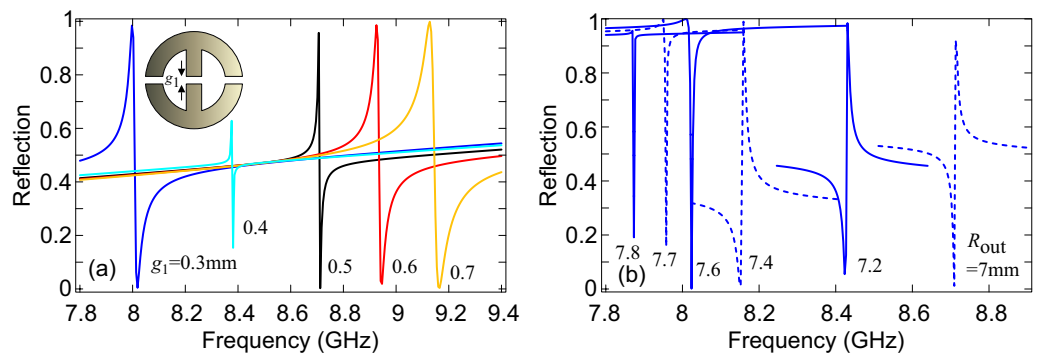 1
0.8
0.6
0.4
0.2
0
Reflection
g1
0.4
(a)
g1=0.3mm
0.5
0.6
0.7
7.8 8 8.2 8.4 8.6 8.8 9 9.2 9.4
Frequency (GHz)
1
0.8
0.6
0.4
0.2
0
Reflection
7.8
7.7
7.6
7.4
7.2
Rout
=7mm
(b)
7.8 8 8.2 8.4 8.6 8.8
Frequency (GHz)